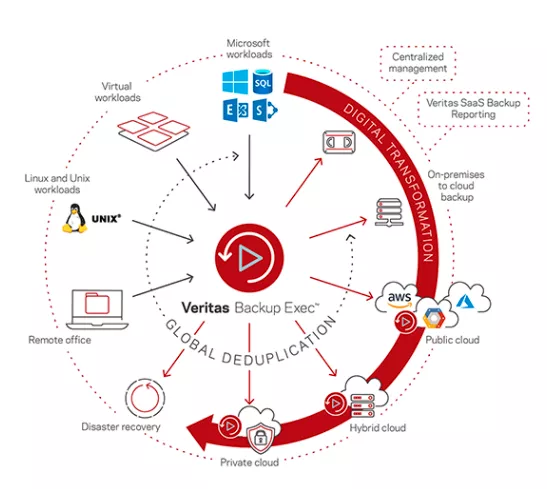 Microsoft
workloads
SQL
E
S
Centralized
management
Veritas SaaS Backup
Reporting
Virtual
workloads
DIGITAL TRANSFORMATION
On-premises
to cloud
backup
Linux and Unix
workloads
UNIX®
aws
Veritas Backup Exec™
GLOBAL DEDUPLICATION
Remote office
Public cloud
Disaster recovery
Hybrid cloud
Private cloud